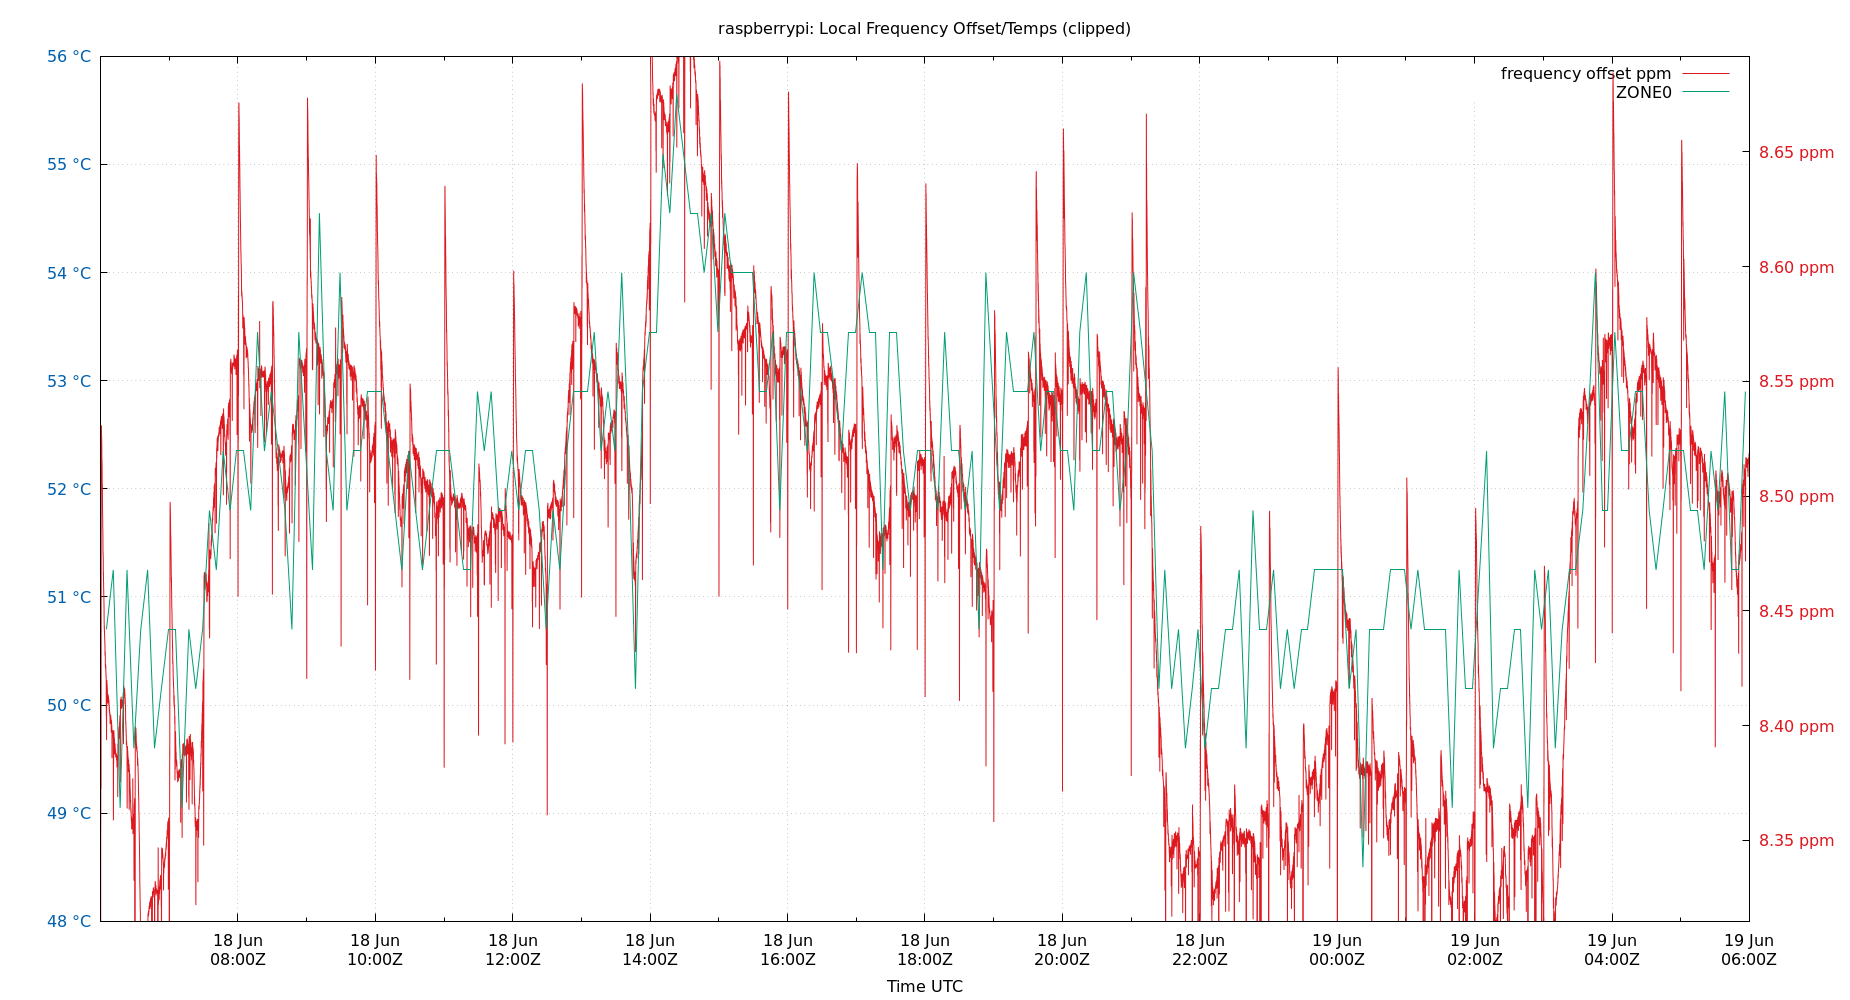 raspberrypi: Local Frequency Offset/Temps (clipped)
frequency offset ppm
ZONE0
56 °C
55 °C
54 °C
53 °C
52 °C
51 °C
50 °C
49 °C
48 °C
8.65 ppm
8.60 ppm
8.55 ppm
8.50 ppm
8.45 ppm
8.40 ppm
8.35 ppm
18 Jun 18 Jun 18 Jun 18 Jun 18 Jun 18 Jun 18 Jun 18 Jun 19 Jun 19 Jun 19 Jun 19 Jun
08:00Z 10:00Z 12:00Z 14:00Z 16:00Z 18:00Z 20:00Z 22:00Z 00:00Z 02:00Z 04:00Z 06:00Z
Time UTC